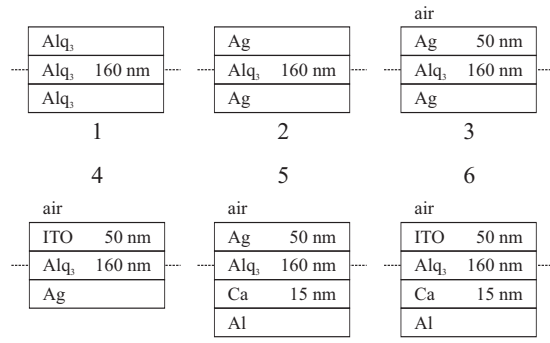 air
Alq₃
Ag
Ag 50 nm
Alq₃ 160 nm
Alq₃ 160 nm
Alq₃ 160 nm
Alq₃
Ag
Ag
1
2
3
4
5
6
air
air
air
ITO 50 nm
Ag 50 nm
ITO 50 nm
Alq₃ 160 nm
Alq₃ 160 nm
Alq₃ 160 nm
Ag
Ca 15 nm
Ca 15 nm
Al
Al